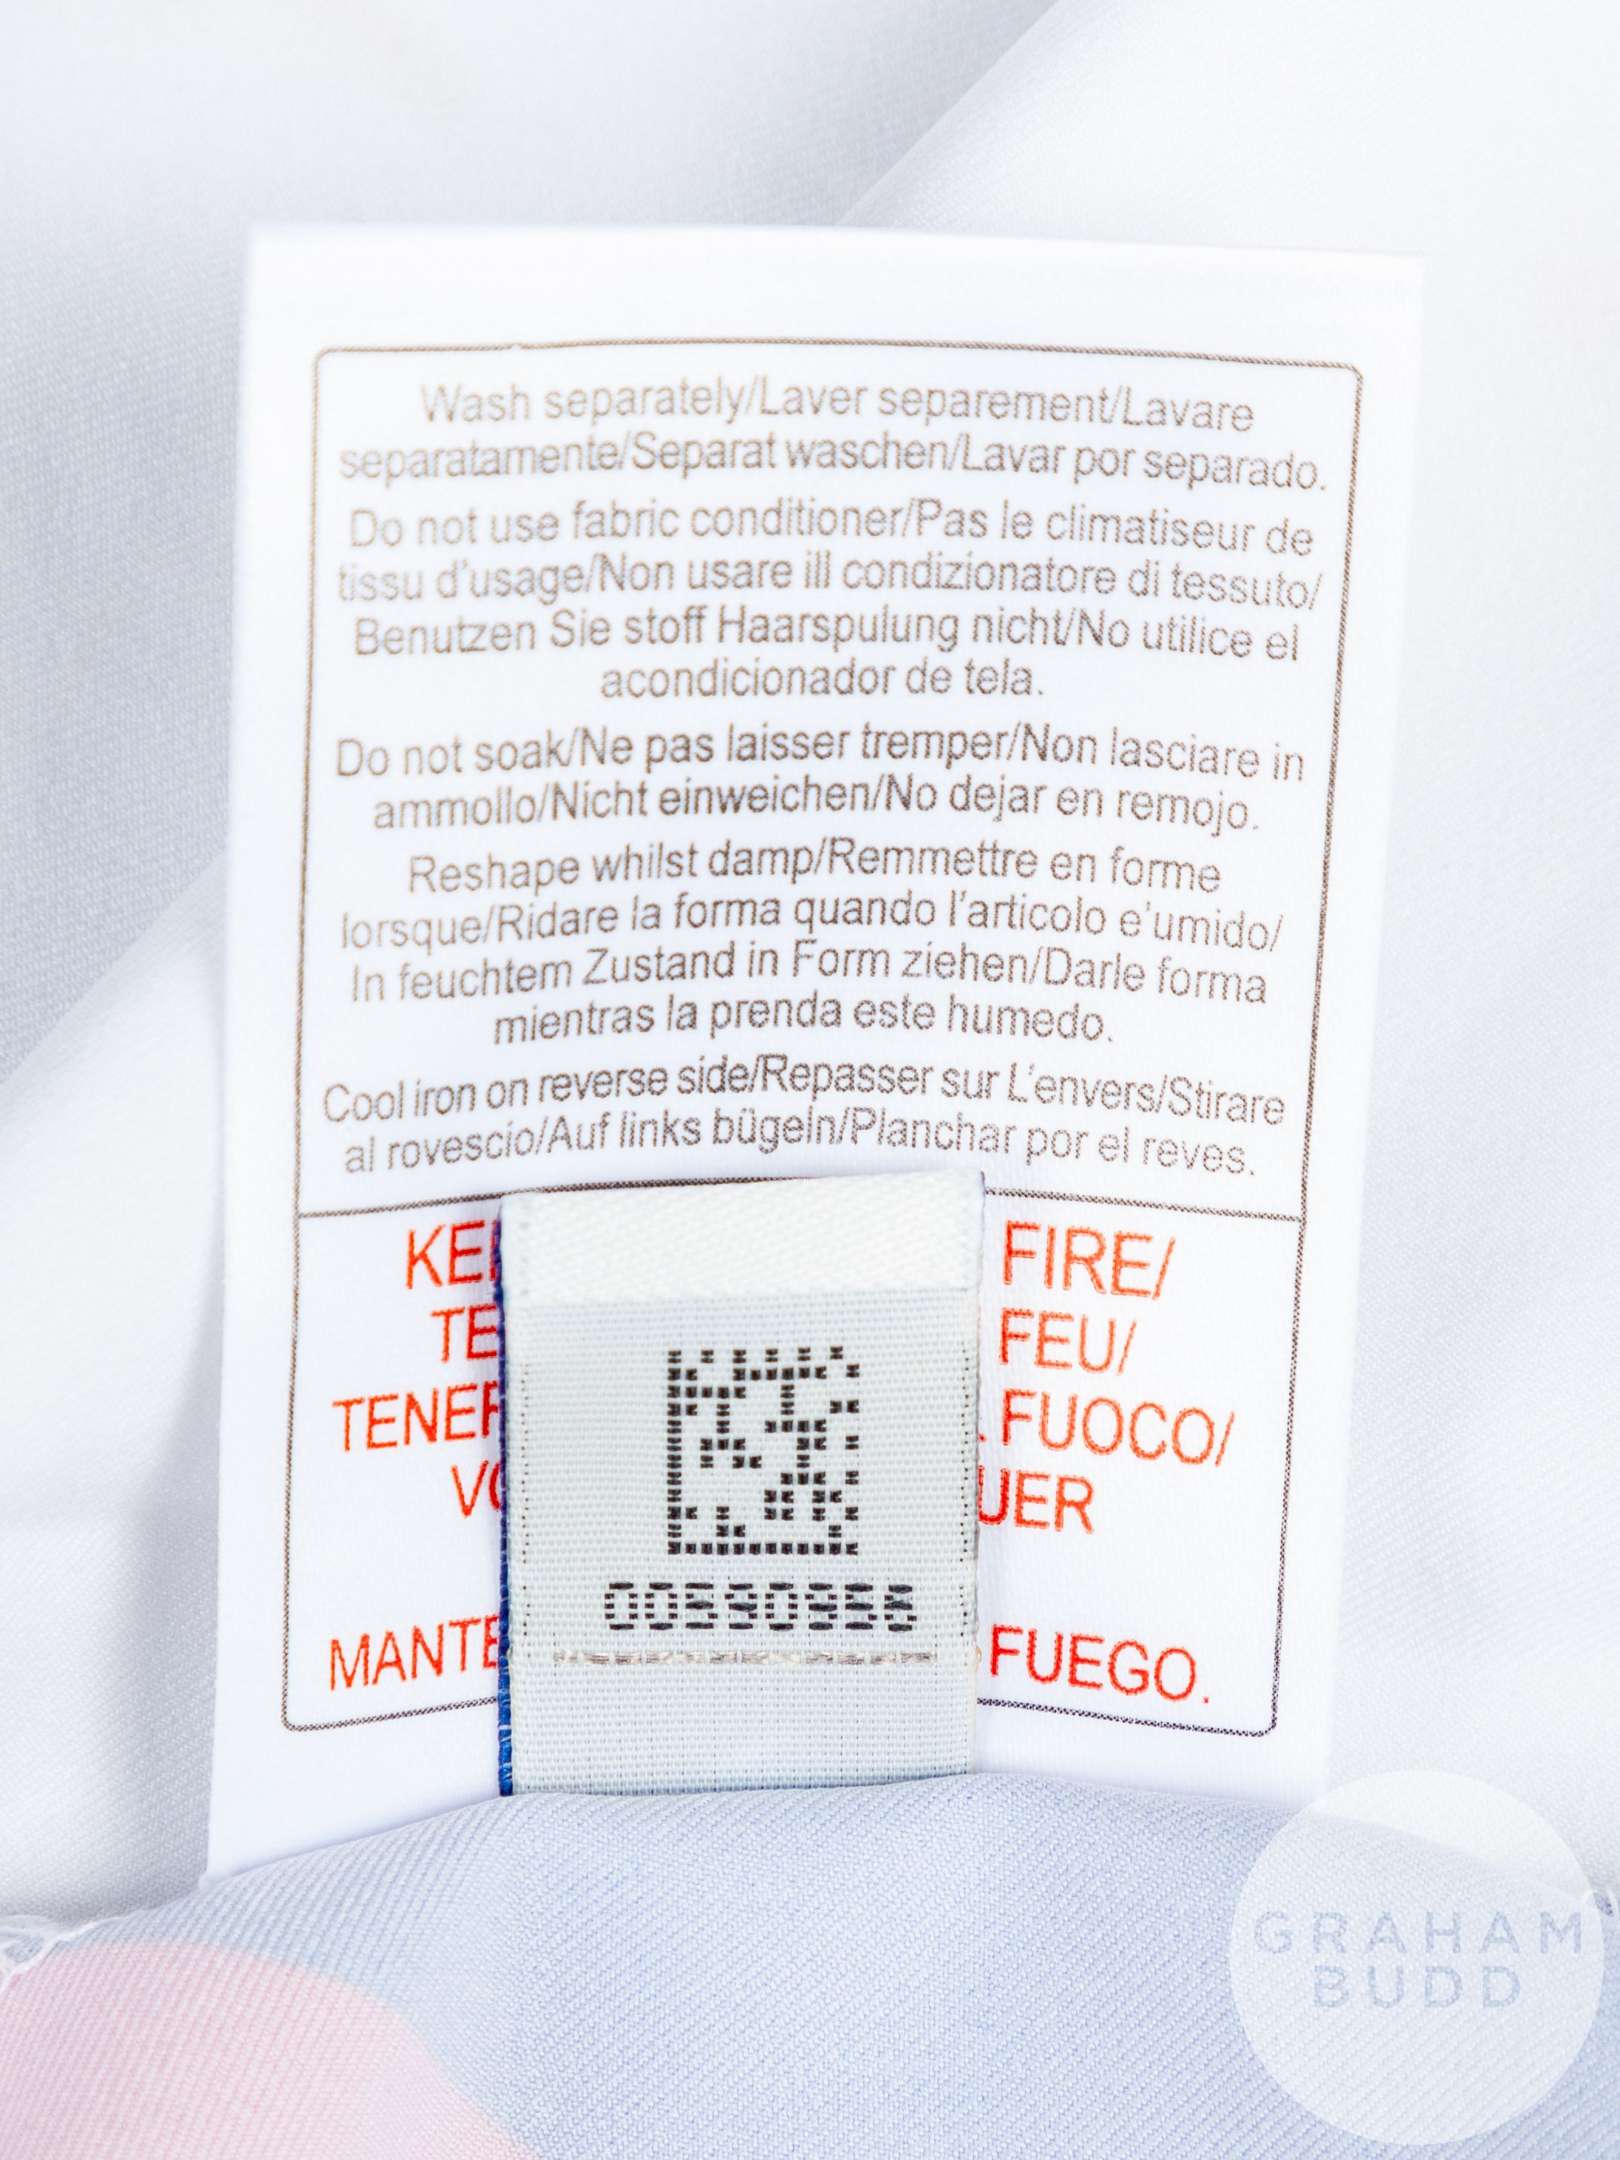 Wash separately/Laver separement/Lavare
separatamente/Separat waschen/Lavar por separado.
Do not use fabric conditioner/Pas le climatiseur de
tissu d'usage/Non usare ill condizionatore di tessuto/
Benutzen Sie stoff Haarspulung nicht/No utilice el
acondicionador de tela.
Do not soak/Ne pas laisser tremper/Non lasciare in
ammollo/Nicht einweichen/No dejar en remojo.
Reshape whilst damp/Remmettre en forme
lorsque/Ridare la forma quando l'articolo e'umido/
In feuchtem Zustand in Form ziehen/Darle forma
mientras la prenda este humedo.
Cool iron on reverse side/Repasser sur L'envers/Stirare
al rovescio/Auf links bügeln/Planchar por el reves.
FIRE/
FEU/
FUOCO/
FUEGO.
GRAHAM
BUDD